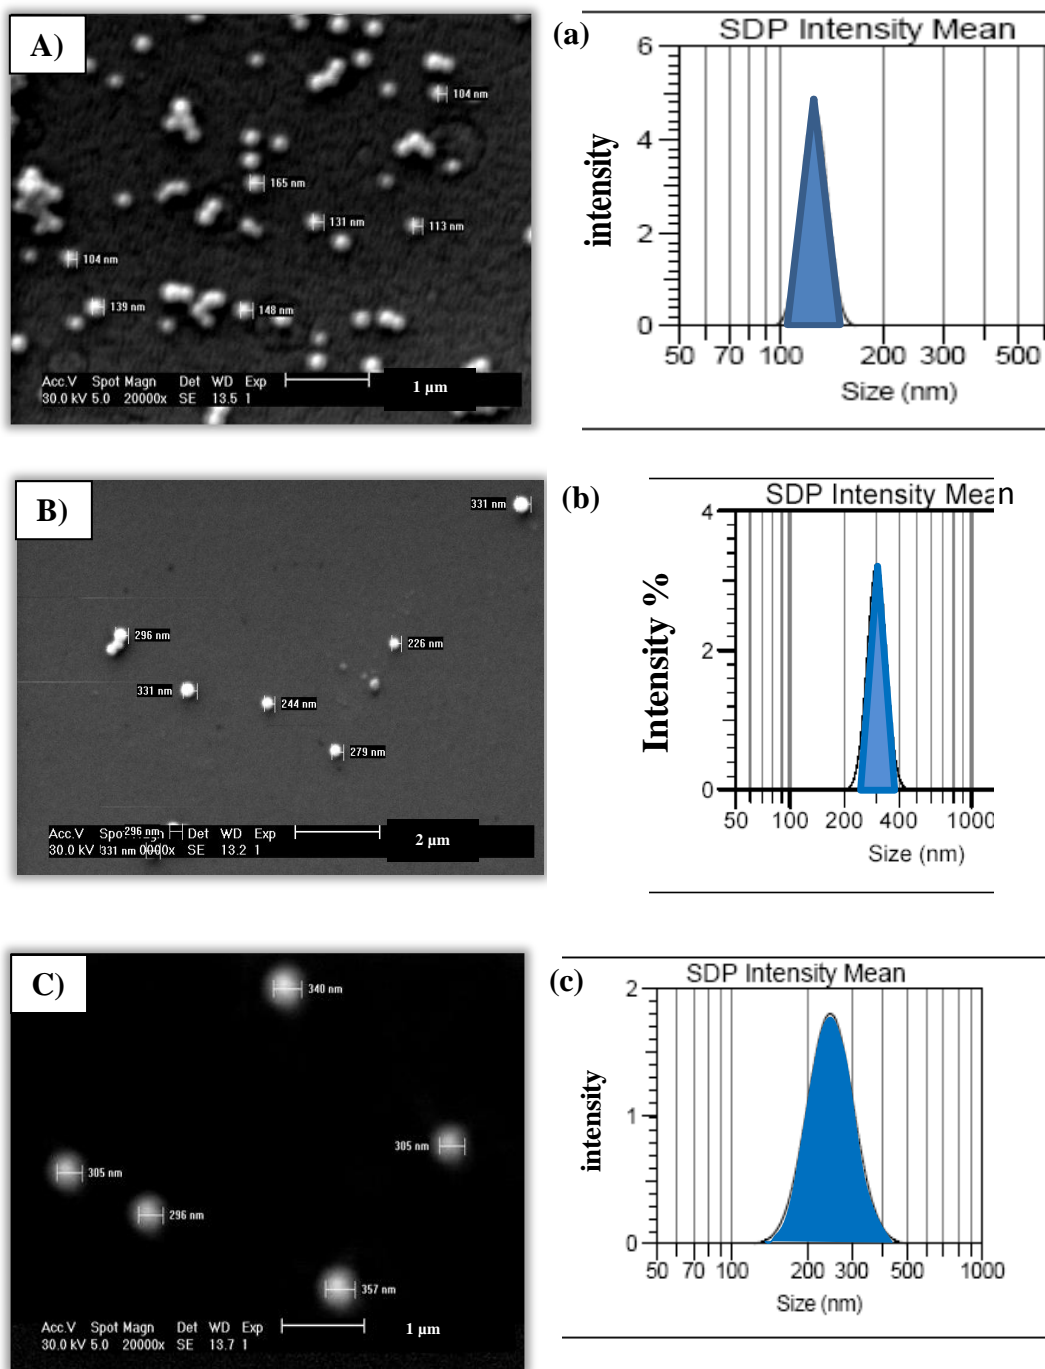 A)
104 nm
165 nm
131 nm
113 nm
104 nm
139 nm
148 nm
Acc.V Spot Magn Det WD Exp
30.0 kV 5.0 20000x SE 13.5 1
1 µm
(a)
SDP Intensity Mean
intensity
6
4
2
0
50 70 100 200 300 500
Size (nm)
B)
331 nm
296 nm
226 nm
331 nm
244 nm
279 nm
296 nm
331 nm
Acc.V Spot Det WD Exp
30.0 kV 0000x SE 13.2 1
2 µm
(b)
SDP Intensity Mean
Intensity %
4
2
0
50 100 200 400 1000
Size (nm)
C)
340 nm
305 nm
305 nm
296 nm
357 nm
Acc.V Spot Magn Det WD Exp
30.0 kV 5.0 20000x SE 13.7 1
1 µm
(c)
SDP Intensity Mean
intensity
2
1
0
50 70 100 200 300 500 1000
Size (nm)